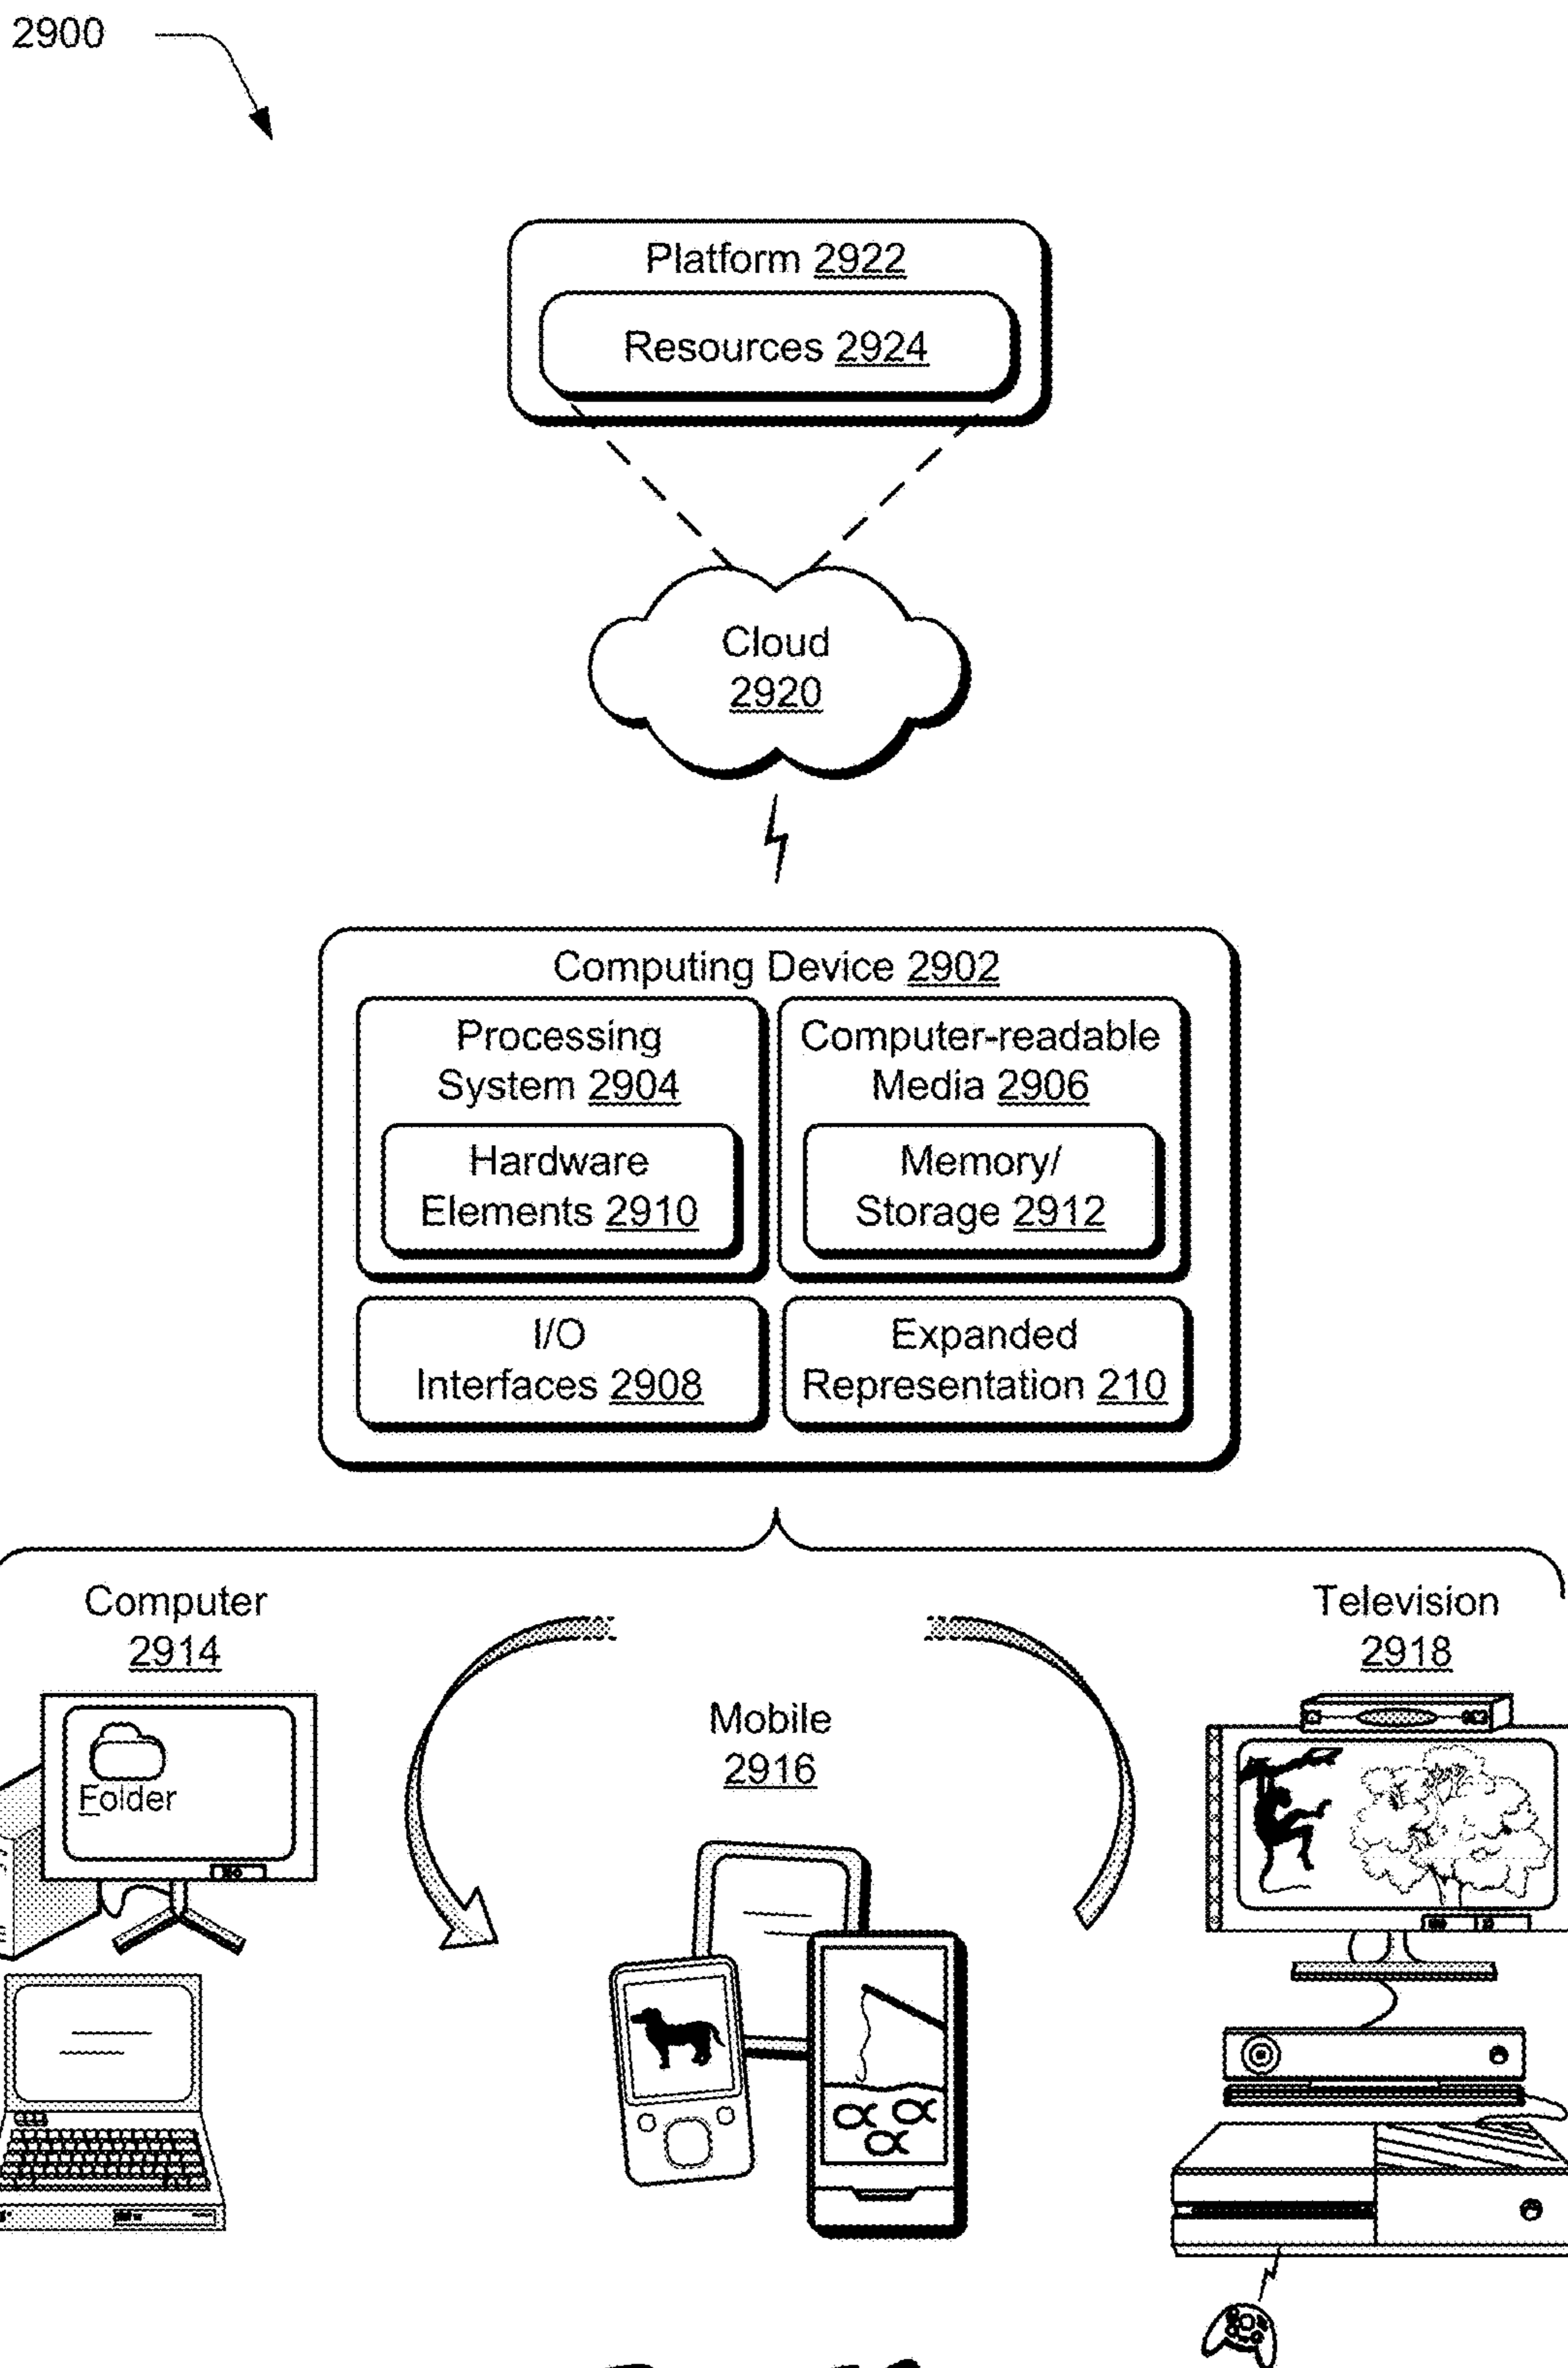 2900
Platform 2922
Resources 2924
Cloud
2920
Computing Device 2902
Processing
System 2904
Computer-readable
Media 2906
Hardware
Elements 2910
Memory/
Storage 2912
I/O
Interfaces 2908
Expanded
Representation 210
Computer
2914
Television
2918
Mobile
2916
Folder